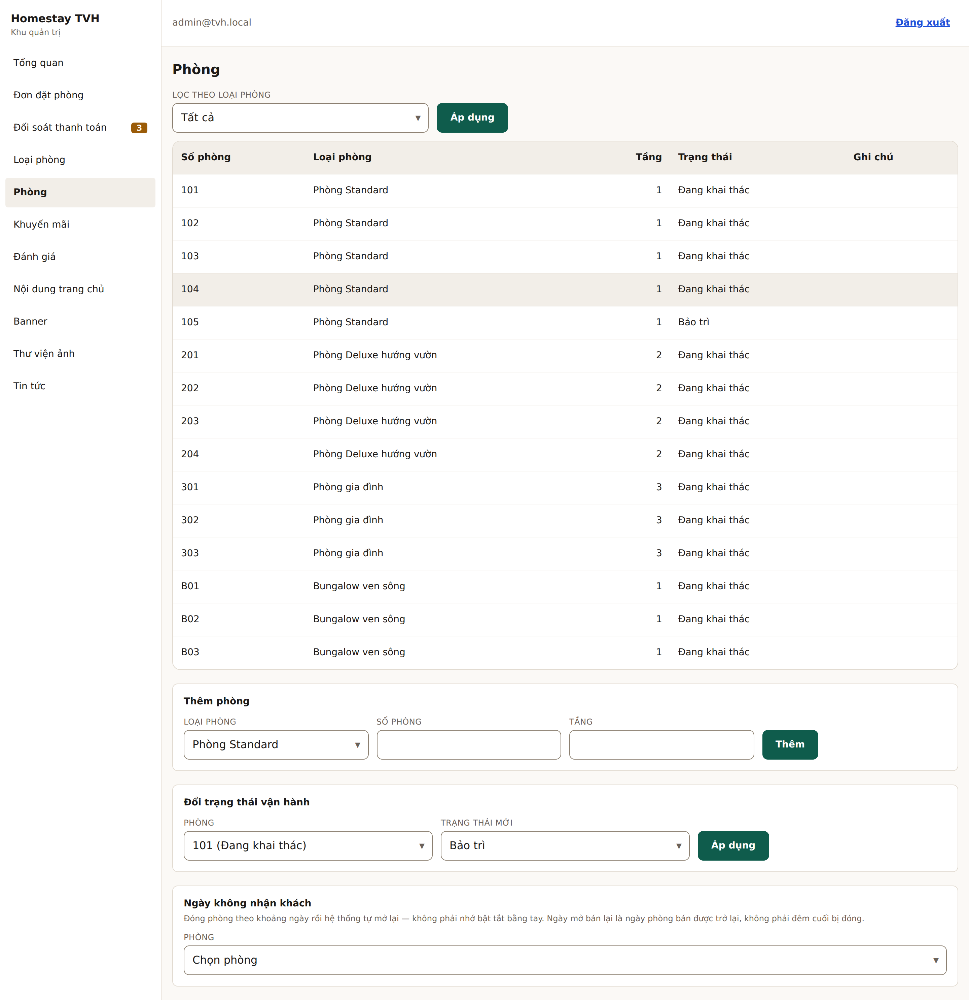 Homestay TVH
Khu quản trị
Tổng quan
Đơn đặt phòng
Đối soát thanh toán 3
Loại phòng
Phòng
Khuyến mãi
Đánh giá
Nội dung trang chủ
Banner
Thư viện ảnh
Tin tức
admin@tvh.local Đăng xuất
Phòng
LỌC THEO LOẠI PHÒNG
Tất cả ▼ Áp dụng
Số phòng Loại phòng Tầng Trạng thái Ghi chú
101 Phòng Standard 1 Đang khai thác
102 Phòng Standard 1 Đang khai thác
103 Phòng Standard 1 Đang khai thác
104 Phòng Standard 1 Đang khai thác
105 Phòng Standard 1 Bảo trì
201 Phòng Deluxe hướng vườn 2 Đang khai thác
202 Phòng Deluxe hướng vườn 2 Đang khai thác
203 Phòng Deluxe hướng vườn 2 Đang khai thác
204 Phòng Deluxe hướng vườn 2 Đang khai thác
301 Phòng gia đình 3 Đang khai thác
302 Phòng gia đình 3 Đang khai thác
303 Phòng gia đình 3 Đang khai thác
B01 Bungalow ven sông 1 Đang khai thác
B02 Bungalow ven sông 1 Đang khai thác
B03 Bungalow ven sông 1 Đang khai thác
Thêm phòng
LOẠI PHÒNG SỐ PHÒNG TẦNG
Phòng Standard ▼ Thêm
Đổi trạng thái vận hành
PHÒNG TRẠNG THÁI MỚI
101 (Đang khai thác) ▼ Bảo trì ▼ Áp dụng
Ngày không nhận khách
Đóng phòng theo khoảng ngày rồi hệ thống tự mở lại — không phải nhớ bật tắt bằng tay. Ngày mở bán lại là ngày phòng bán được trở lại, không phải đêm cuối bị đóng.
PHÒNG
Chọn phòng ▼